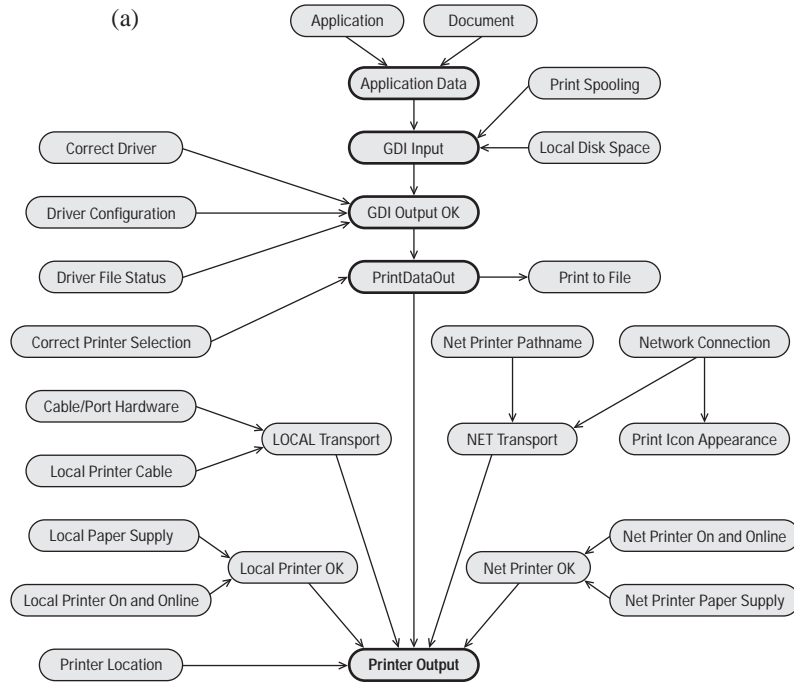 (a)
Application
Document
Application Data
Print Spooling
Correct Driver
GDI Input
Local Disk Space
Driver Configuration
GDI Output OK
Driver File Status
PrintDataOut
Print to File
Correct Printer Selection
Net Printer Pathname
Network Connection
Cable/Port Hardware
LOCAL Transport
NET Transport
Print Icon Appearance
Local Printer Cable
Local Paper Supply
Net Printer On and Online
Local Printer OK
Net Printer OK
Local Printer On and Online
Net Printer Paper Supply
Printer Location
Printer Output